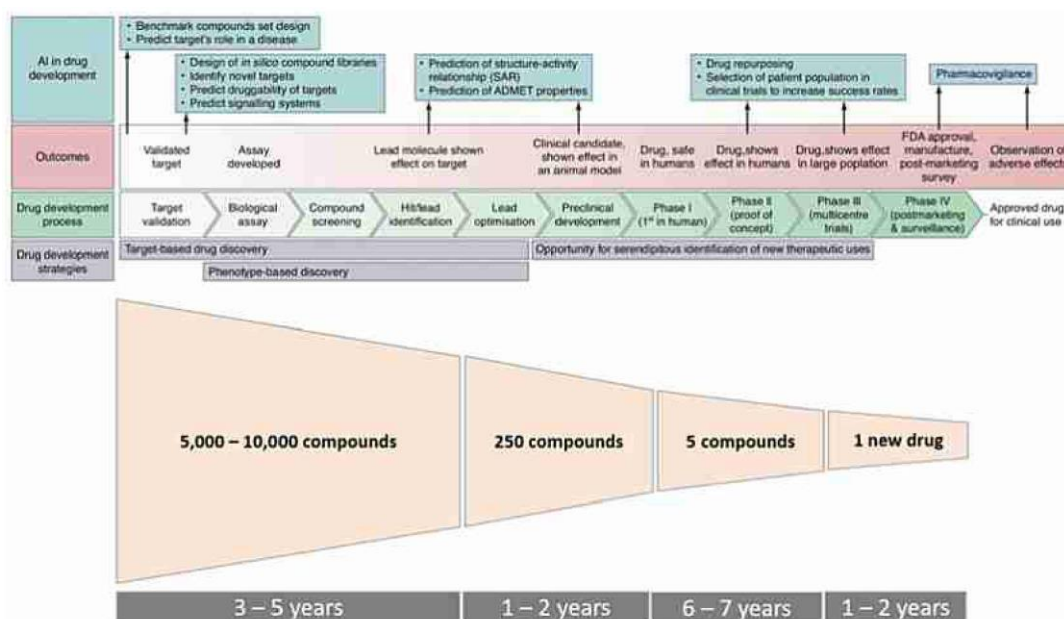 AI in drug
development
• Benchmark compounds set design
• Predict target's role in a disease
• Design of in silico compound libraries
• Identify novel targets
• Predict druggability of targets
• Predict signalling systems
• Prediction of structure-activity
relationship (SAR)
• Prediction of ADMET properties
• Drug repurposing
• Selection of patient population in
clinical trials to increase success rates
Pharmacovigilance
Outcomes
Validated
target
Assay
developed
Lead molecule shown
effect on target
Clinical candidate,
shown effect in
an animal model
Drug, safe
in humans
Drug,shows
effect in humans
Drug,shows effect
in large poplation
FDA approval,
manufacture,
post-marketing
survey
Observation of
adverse effects
Drug development
process
Target
validation
Biological
assay
Compound
screening
Hit/lead
identification
Lead
optimisation
Preclinical
development
Phase I
(1st in human)
Phase II
(proof of
concept)
Phase III
(multicentre
trials)
Phase IV
(postmarketing
& surveillance)
Approved drug
for clinical use
Drug development
strategies
Target-based drug discovery
Opportunity for serendipitous identification of new therapeutic uses
Phenotype-based discovery
5,000 – 10,000 compounds
250 compounds
5 compounds
1 new drug
3 – 5 years
1 – 2 years
6 – 7 years
1 – 2 years